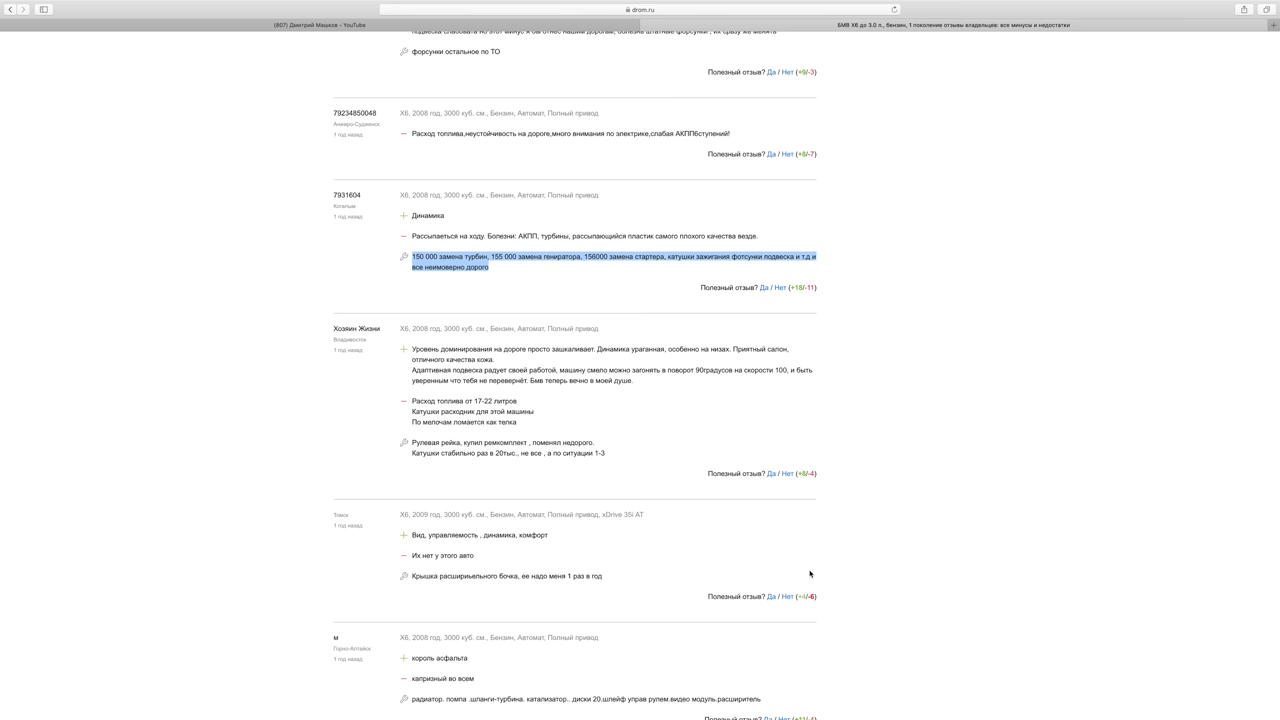 drom.ru
(807) Дмитрий Машков – YouTube
БМВ Х6 до 3.0 л., бензин, 1 поколение отзывы владельцев: все минусы и недостатки
форсунки остальное по ТО
Полезный отзыв? Да / Нет (+9/-3)
79234850048
Анжеро-Судженск
1 год назад
X6, 2008 год, 3000 куб. см., Бензин, Автомат, Полный привод
Расход топлива,неустойчивость на дороге,много внимания по электрике,слабая АКПП6ступений!
Полезный отзыв? Да / Нет (+8/-7)
7931604
Когалым
1 год назад
X6, 2008 год, 3000 куб. см., Бензин, Автомат, Полный привод
Динамика
Рассыпаеться на ходу. Болезни: АКПП, турбины, рассыпающийся пластик самого плохого качества везде.
150 000 замена турбин, 155 000 замена гениратора, 156000 замена стартера, катушки зажигания фотсунки подвеска и т.д и
все неимоверно дорого
Полезный отзыв? Да / Нет (+18/-11)
Хозяин Жизни
Владивосток
1 год назад
X6, 2008 год, 3000 куб. см., Бензин, Автомат, Полный привод
Уровень доминирования на дороге просто зашкаливает. Динамика ураганная, особенно на низах. Приятный салон,
отличного качества кожа.
Адаптивная подвеска радует своей работой, машину смело можно загонять в поворот 90градусов на скорости 100, и быть
уверенным что тебя не перевернёт. Бмв теперь вечно в моей душе.
Расход топлива от 17-22 литров
Катушки расходник для этой машины
По мелочам ломается как телка
Рулевая рейка, купил ремкомплект , поменял недорого.
Катушки стабильно раз в 20тыс., не все , а по ситуации 1-3
Полезный отзыв? Да / Нет (+8/-4)
Томск
1 год назад
X6, 2009 год, 3000 куб. см., Бензин, Автомат, Полный привод, xDrive 35i AT
Вид, управляемость , динамика, комфорт
Их нет у этого авто
Крышка расшириьельного бочка, ее надо меня 1 раз в год
Полезный отзыв? Да / Нет (+4/-6)
м
Горно-Алтайск
1 год назад
X6, 2008 год, 3000 куб. см., Бензин, Автомат, Полный привод
король асфальта
капризный во всем
радиатор. помпа .шланги-турбина. катализатор.. диски 20.шлейф управ рулем.видео модуль.расширитель
Полезный отзыв? Да / Нет